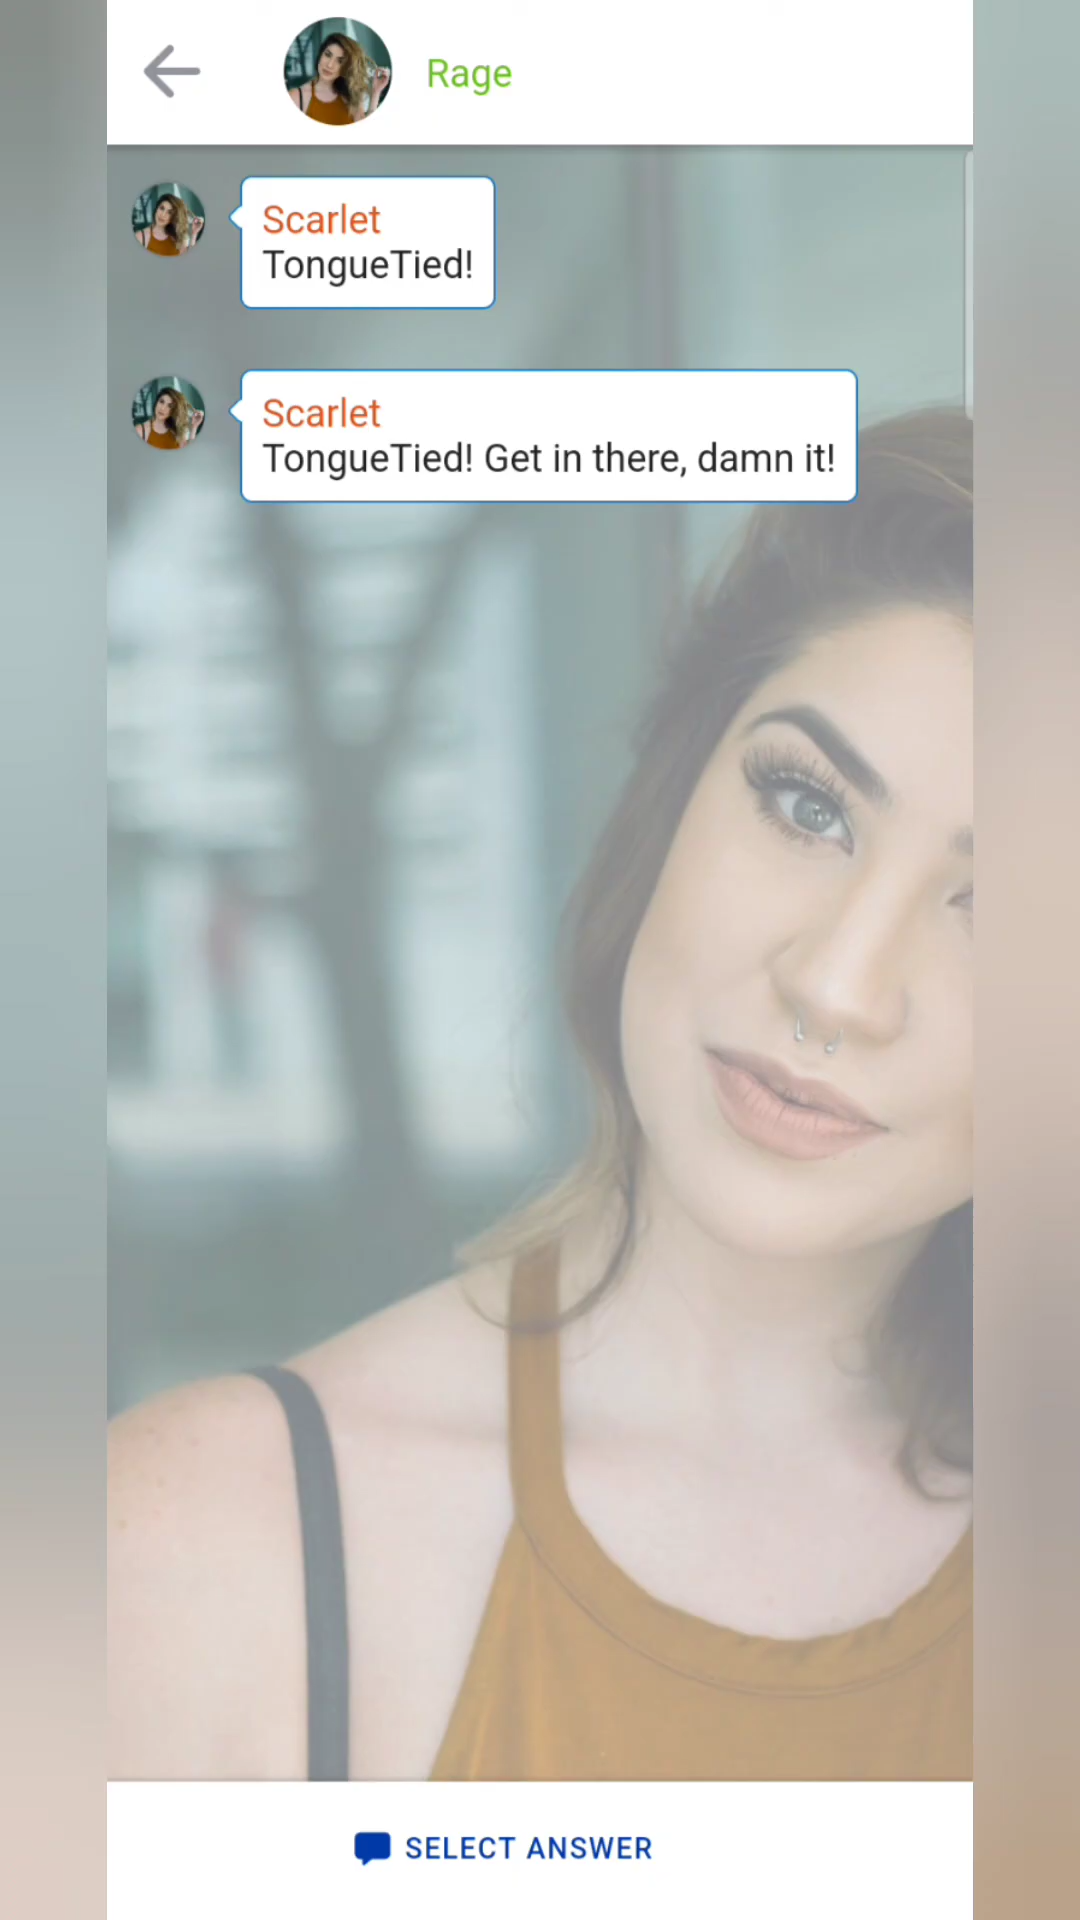 Rage
Scarlet
TongueTied!
Scarlet
TongueTied! Get in there, damn it!
SELECT ANSWER